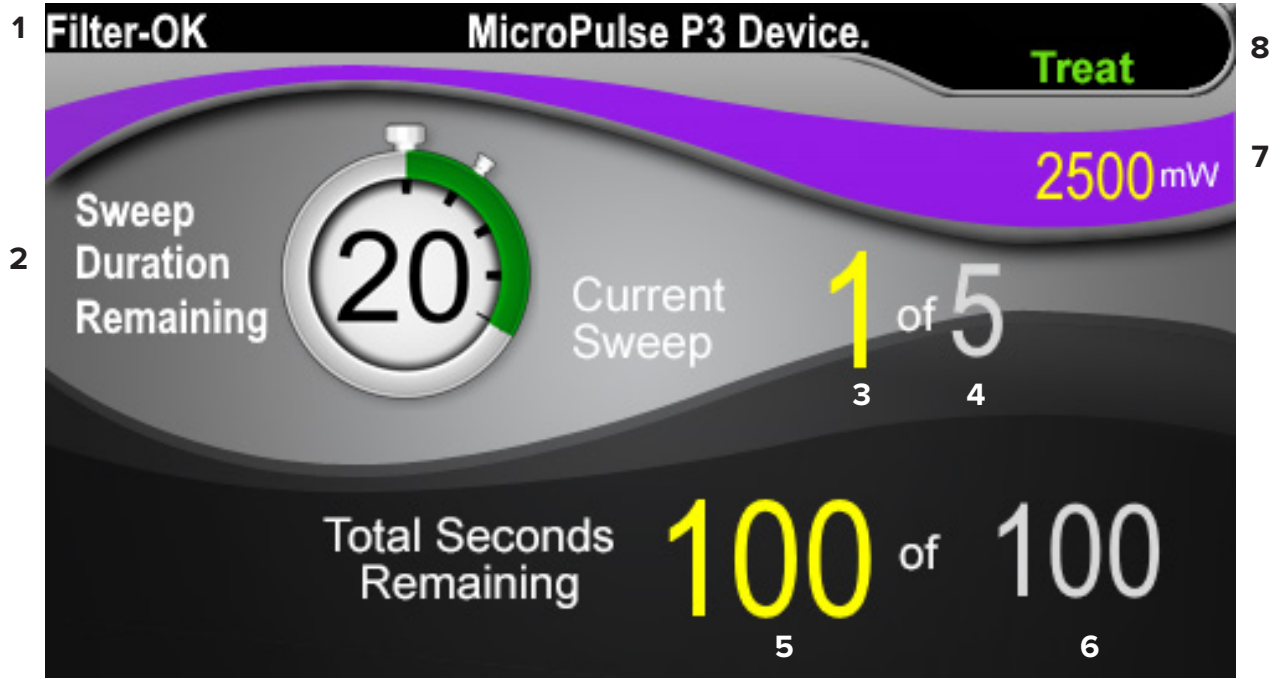 1
Filter-OK
MicroPulse P3 Device.
8
Treat
2500 mW
7
Sweep
Duration
Remaining
2
20
Current
Sweep
1 of 5
3
4
Total Seconds
Remaining
100 of 100
5
6